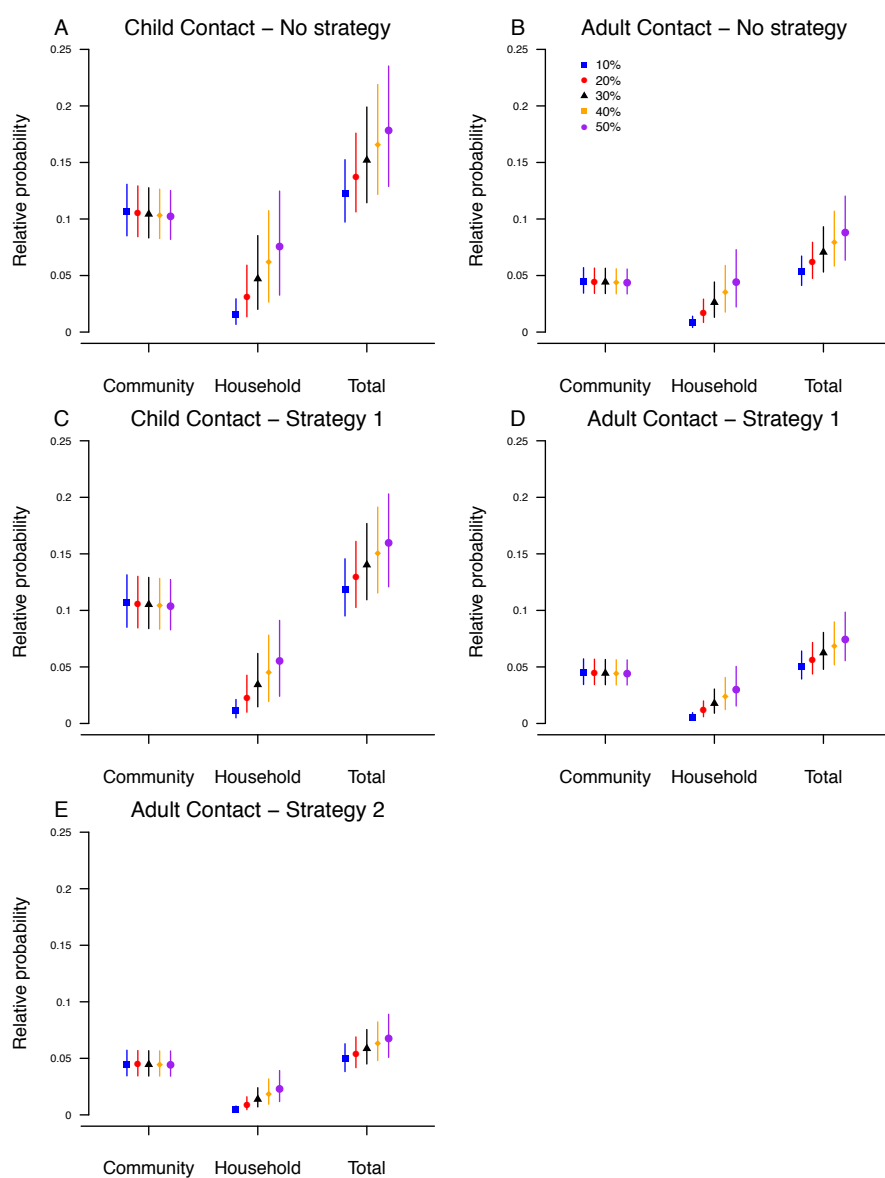 A Child Contact – No strategy
0.25
0.2
0.15
0.1
0.05
0
Relative probability
Community Household Total
B Adult Contact – No strategy
10%
20%
30%
40%
50%
0.25
0.2
0.15
0.1
0.05
0
Relative probability
Community Household Total
C Child Contact – Strategy 1
0.25
0.2
0.15
0.1
0.05
0
Relative probability
Community Household Total
D Adult Contact – Strategy 1
0.25
0.2
0.15
0.1
0.05
0
Relative probability
Community Household Total
E Adult Contact – Strategy 2
0.25
0.2
0.15
0.1
0.05
0
Relative probability
Community Household Total